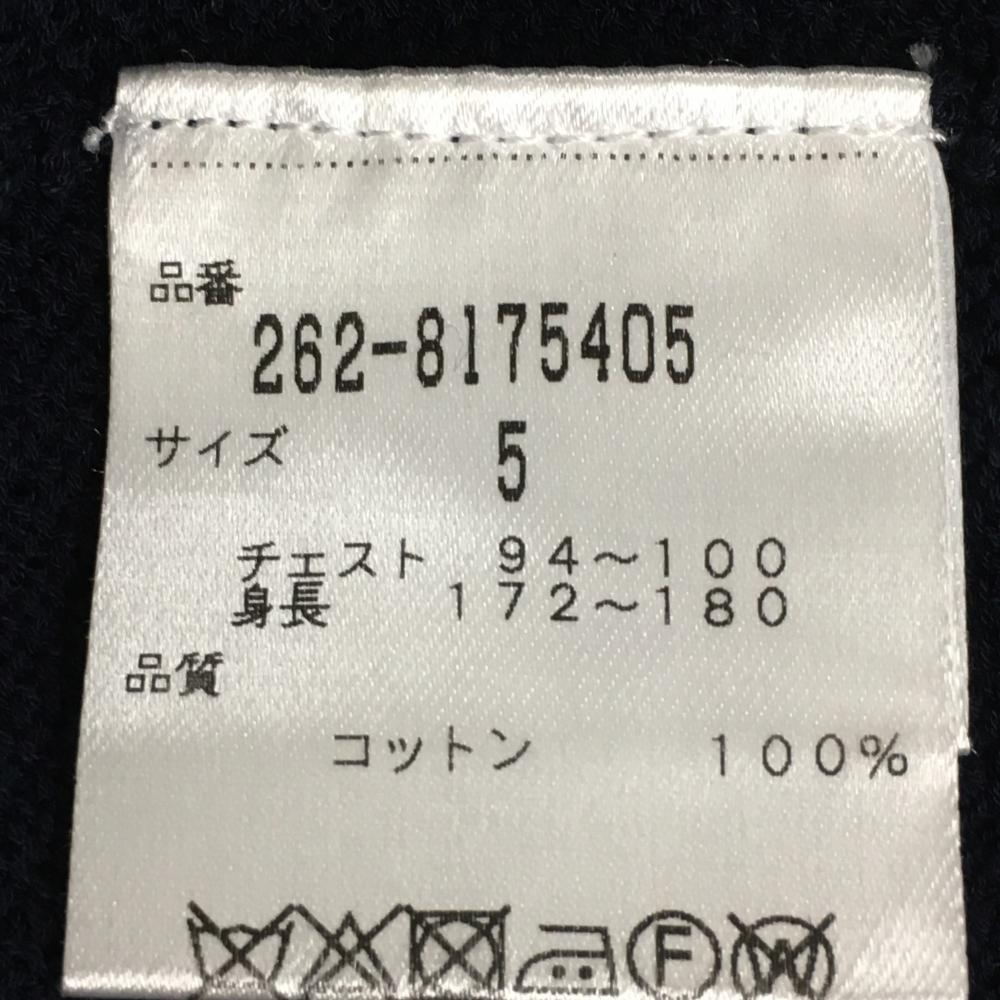 品番
262-8175405
サイズ 5
チェスト 94~100
身長 172~180
品質
コットン 100%
F
W